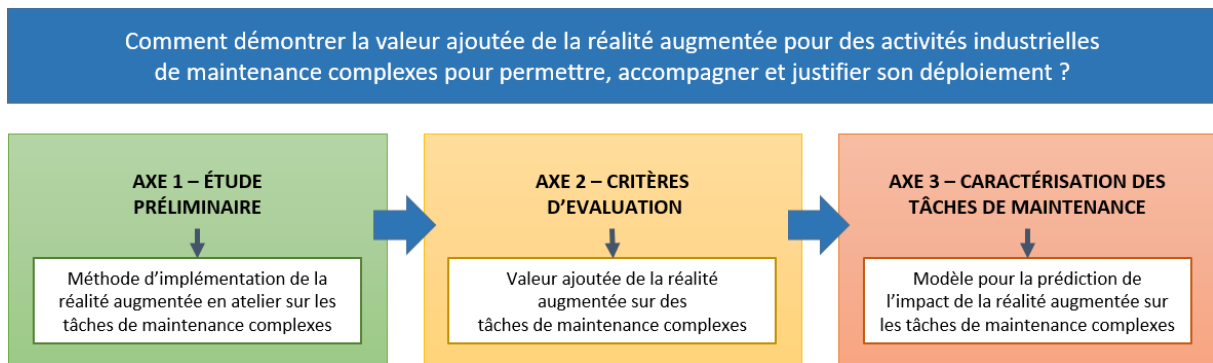 Comment démontrer la valeur ajoutée de la réalité augmentée pour des activités industrielles
de maintenance complexes pour permettre, accompagner et justifier son déploiement ?
AXE 1 – ÉTUDE
PRÉLIMINAIRE
Méthode d'implémentation de la
réalité augmentée en atelier sur les
tâches de maintenance complexes
AXE 2 – CRITÈRES
D'EVALUATION
Valeur ajoutée de la réalité
augmentée sur des
tâches de maintenance complexes
AXE 3 – CARACTÉRISATION DES
TÂCHES DE MAINTENANCE
Modèle pour la prédiction de
l'impact de la réalité augmentée sur
les tâches de maintenance complexes